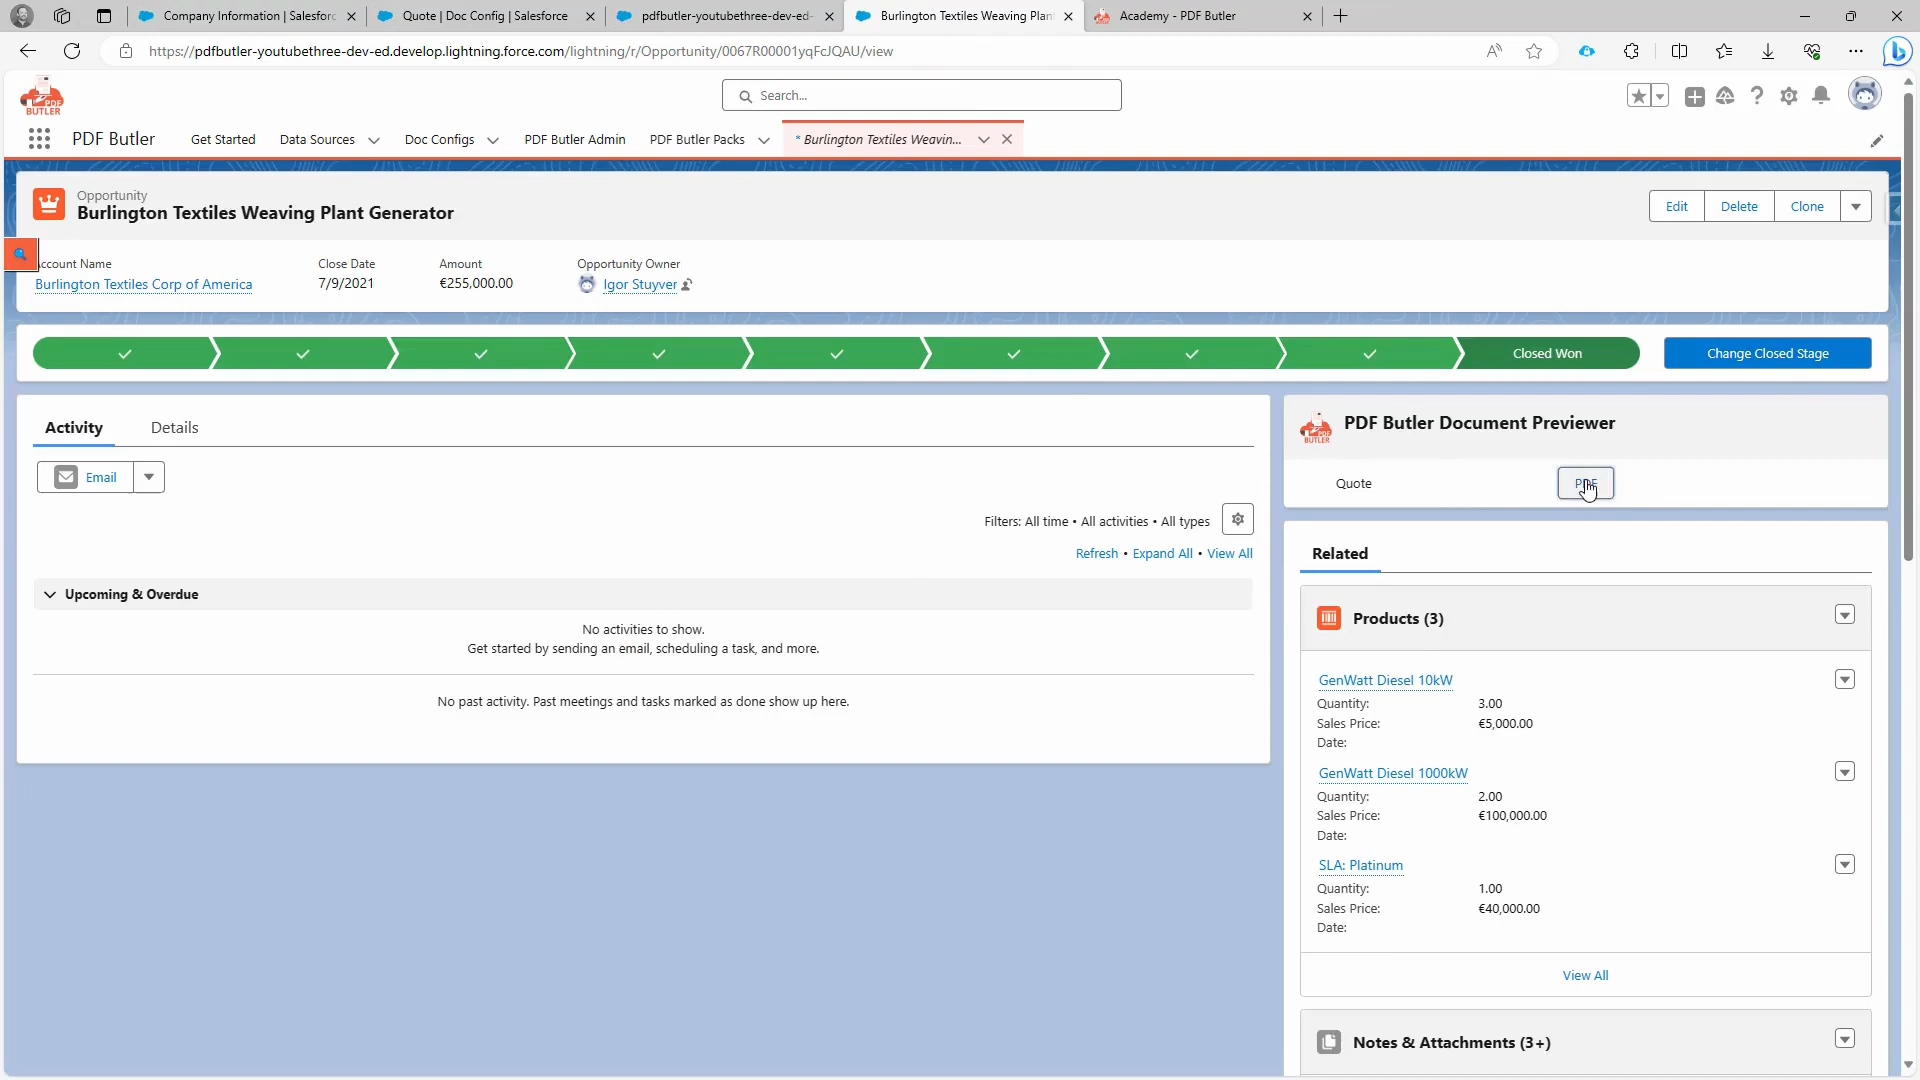 Company Information | Salesforc
Quote | Doc Config | Salesforce
pdfbutler-youtubethree-dev-ed-
Burlington Textiles Weaving Plan
Academy - PDF Butler
https://pdfbutler-youtubethree-dev-ed.develop.lightning.force.com/lightning/r/Opportunity/0067R00001yqFcJQAU/view
PDF
BUTLER
Search...
PDF Butler
Get Started
Data Sources
Doc Configs
PDF Butler Admin
PDF Butler Packs
* Burlington Textiles Weavin...
Opportunity
Burlington Textiles Weaving Plant Generator
Edit
Delete
Clone
ccount Name
Close Date
Amount
Opportunity Owner
Burlington Textiles Corp of America
7/9/2021
€255,000.00
Igor Stuyver
Closed Won
Change Closed Stage
Activity
Details
PDF
BUTLER
PDF Butler Document Previewer
Email
Quote
PDF
Filters: All time • All activities • All types
Refresh • Expand All • View All
Upcoming & Overdue
No activities to show.
Get started by sending an email, scheduling a task, and more.
No past activity. Past meetings and tasks marked as done show up here.
Related
Products (3)
GenWatt Diesel 10kW
Quantity: 3.00
Sales Price: €5,000.00
Date:
GenWatt Diesel 1000kW
Quantity: 2.00
Sales Price: €100,000.00
Date:
SLA: Platinum
Quantity: 1.00
Sales Price: €40,000.00
Date:
View All
Notes & Attachments (3+)